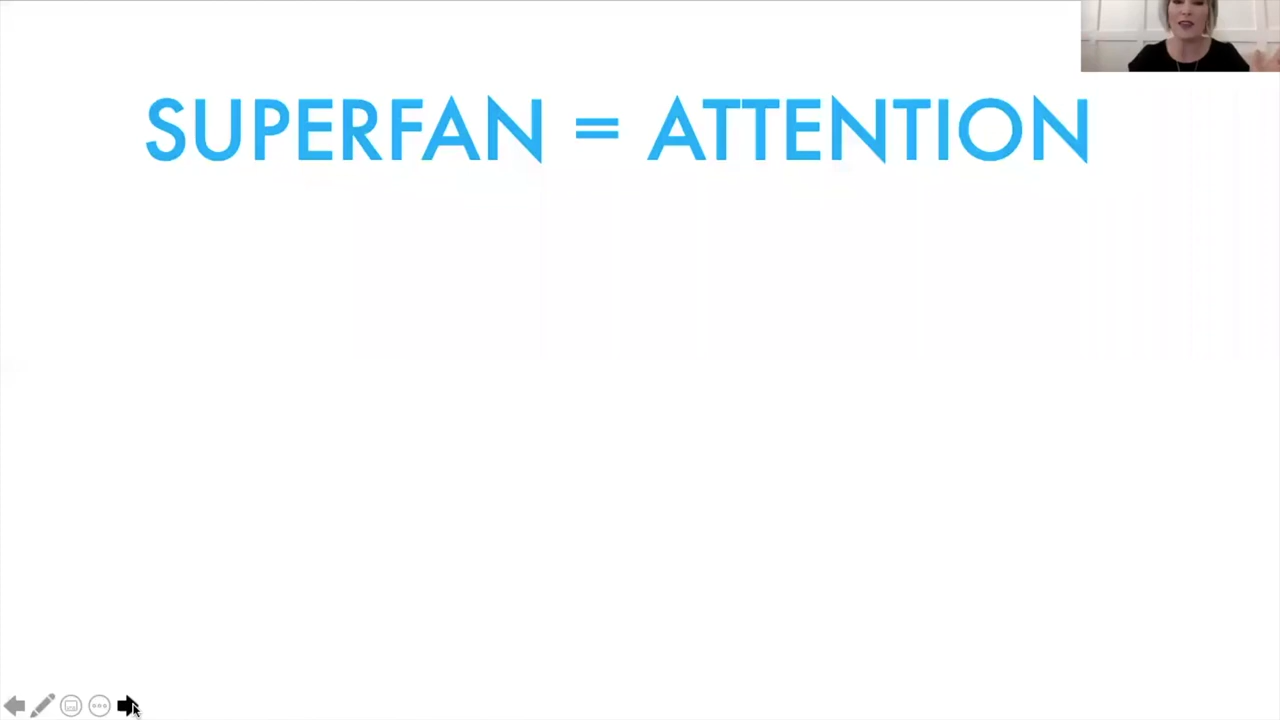 SUPERFAN = ATTENTION